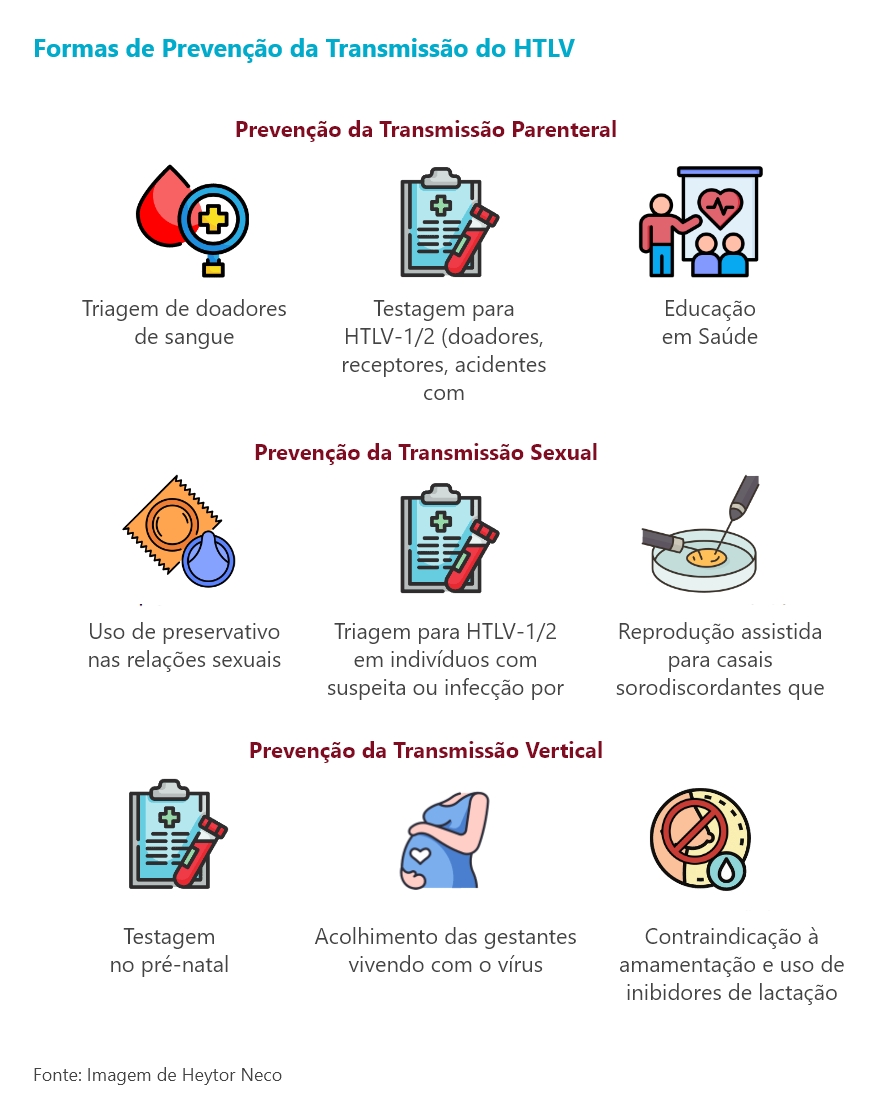 Formas de Prevenção da Transmissão do HTLV
Prevenção da Transmissão Parenteral
Triagem de doadores
de sangue
Testagem para
HTLV-1/2 (doadores,
receptores, acidentes
com
Educação
em Saúde
Prevenção da Transmissão Sexual
Uso de preservativo
nas relações sexuais
Triagem para HTLV-1/2
em indivíduos com
suspeita ou infecção por
Reprodução assistida
para casais
sorodiscordantes que
Prevenção da Transmissão Vertical
Testagem
no pré-natal
Acolhimento das gestantes
vivendo com o vírus
Contraindicação à
amamentação e uso de
inibidores de lactação
Fonte: Imagem de Heytor Neco